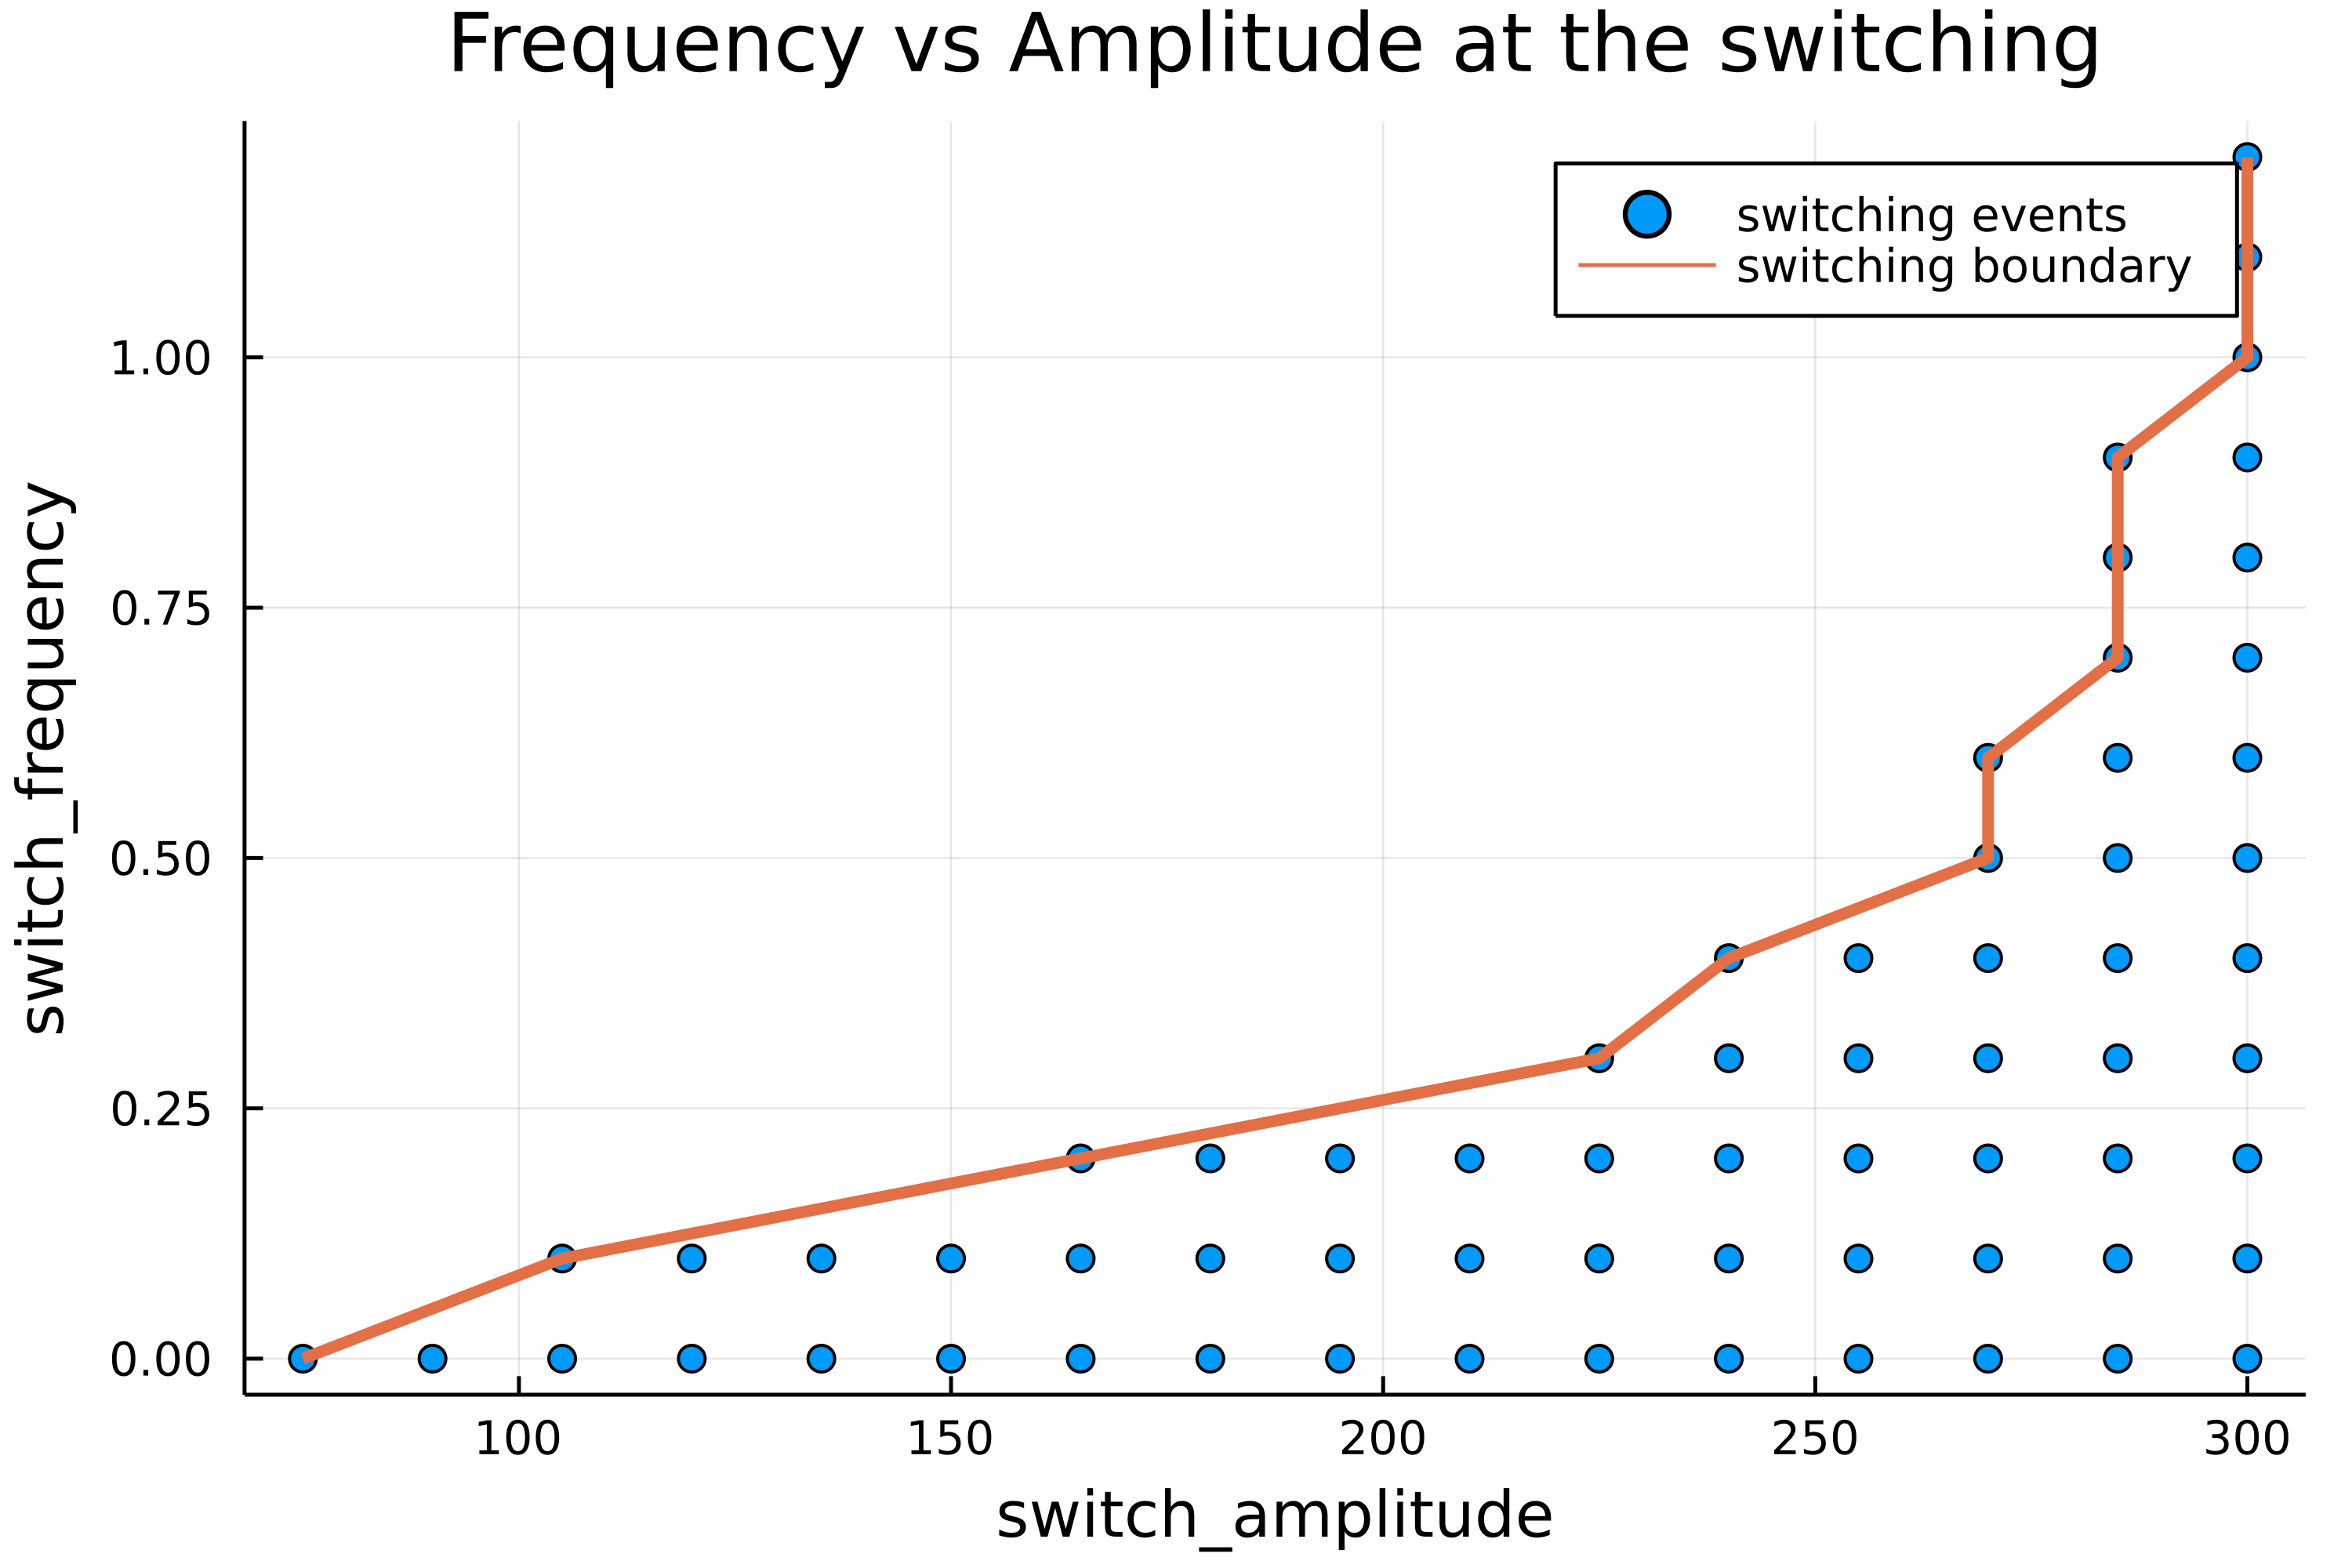 Frequency vs Amplitude at the switching
switching events
switching boundary
switch_frequency
1.00
0.75
0.50
0.25
0.00
100 150 200 250 300
switch_amplitude